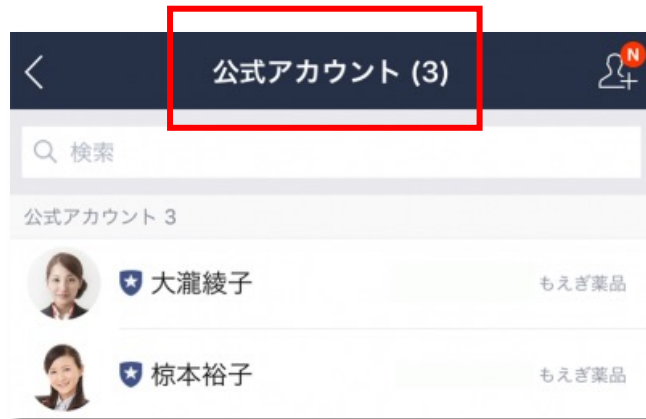 公式アカウント (3)
N
検索
公式アカウント 3
大瀧綾子 もえぎ薬品
椋本裕子 もえぎ薬品